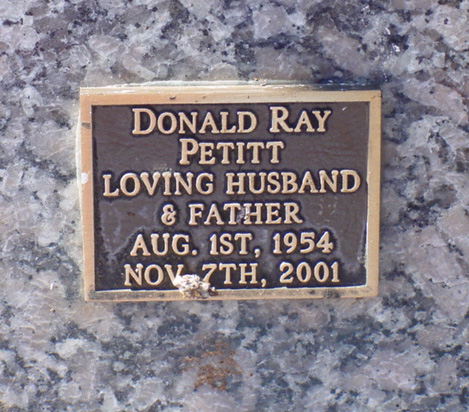 DONALD RAY
PETITT
LOVING HUSBAND
& FATHER
AUG. 1ST, 1954
NOV. 7TH, 2001